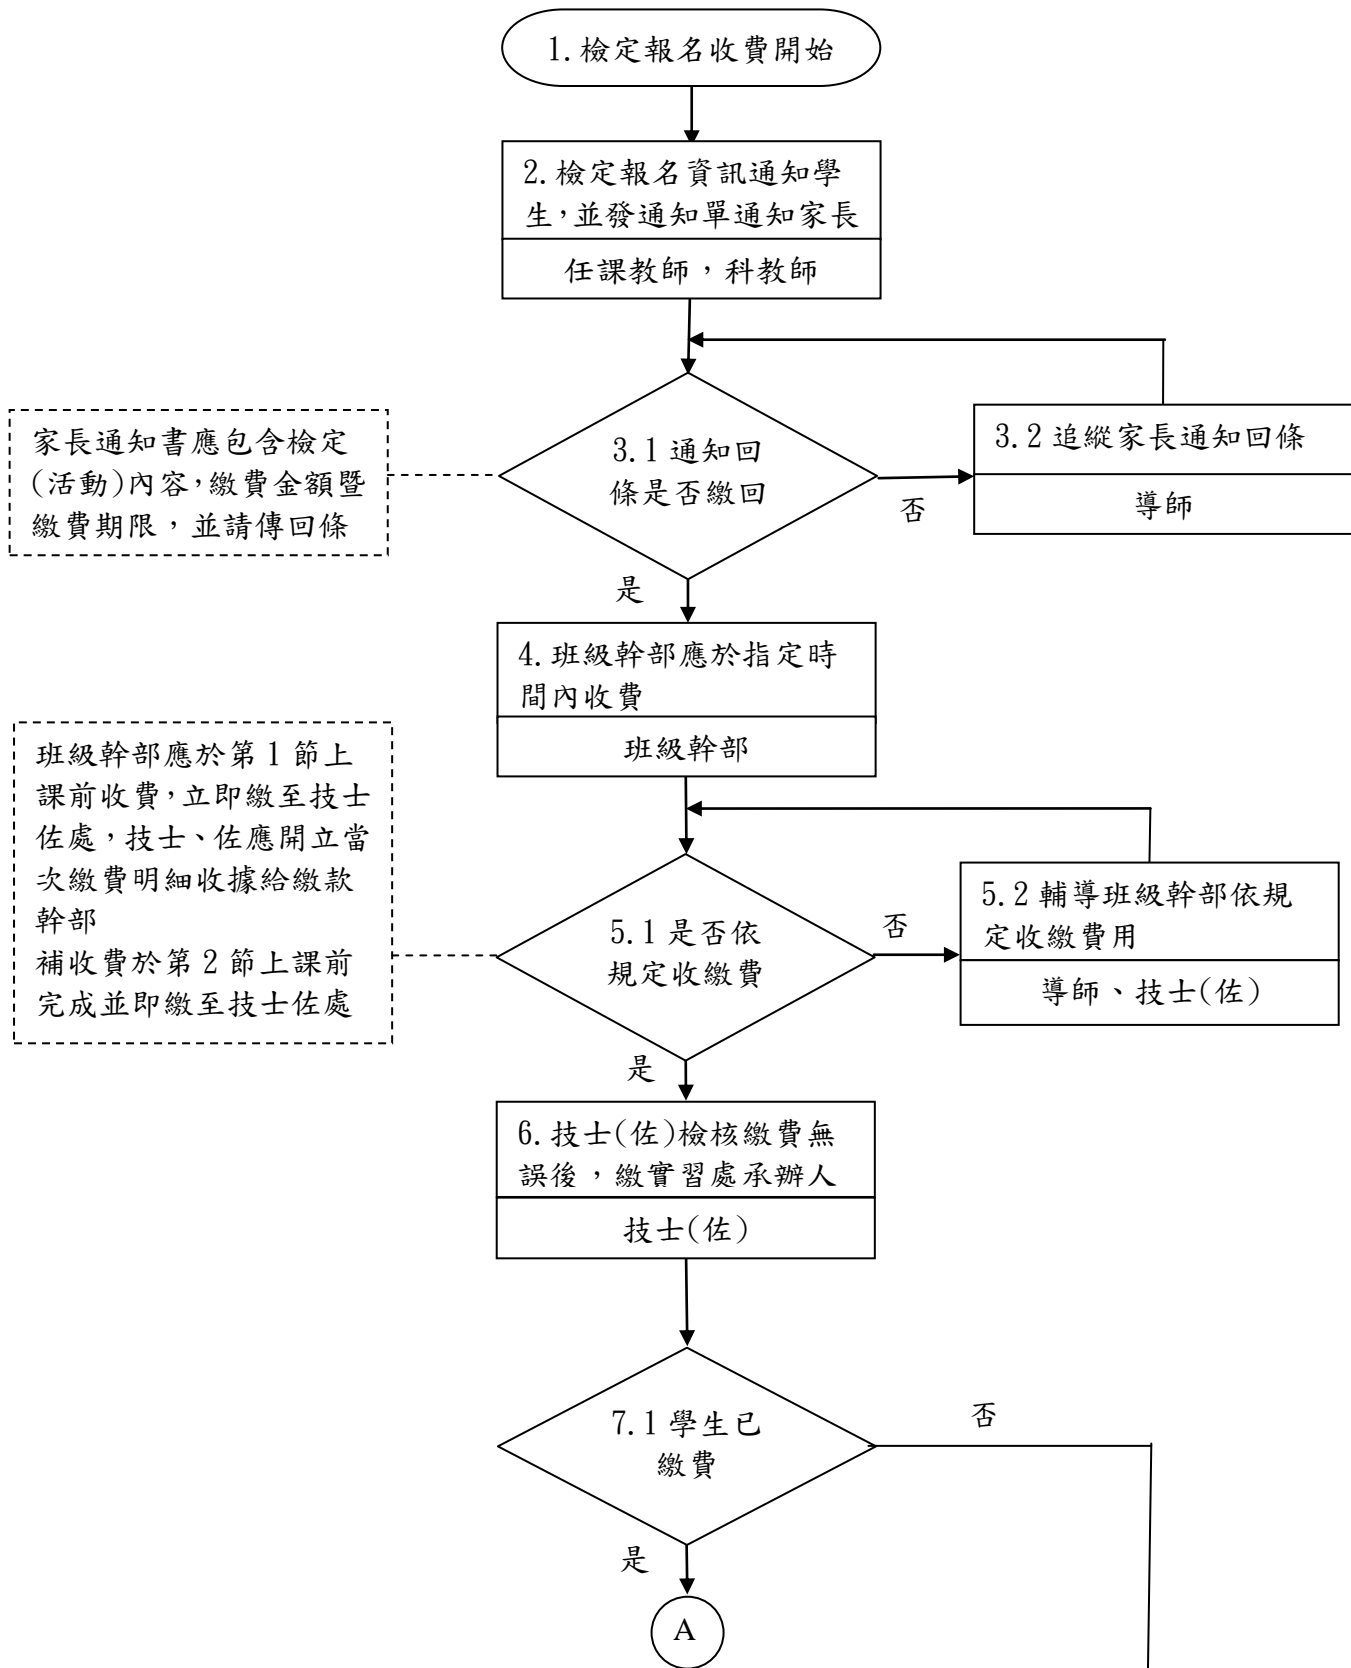 1.檢定報名收費開始
2.檢定報名資訊通知學
生，並發通知單通知家長
任課教師，科教師
家長通知書應包含檢定
(活動)內容，繳費金額暨
繳費期限，並請傳回條
3.1 通知回
條是否繳回
否
3.2 追縱家長通知回條
導師
是
4.班級幹部應於指定時
間內收費
班級幹部
班級幹部應於第 1 節上
課前收費，立即繳至技士
佐處，技士、佐應開立當
次繳費明細收據給繳款
幹部
補收費於第 2 節上課前
完成並即繳至技士佐處
5.1 是否依
規定收繳費
否
5.2 輔導班級幹部依規
定收繳費用
導師、技士(佐)
是
6.技士(佐)檢核繳費無
誤後，繳實習處承辦人
技士(佐)
7.1 學生已
繳費
否
是
A